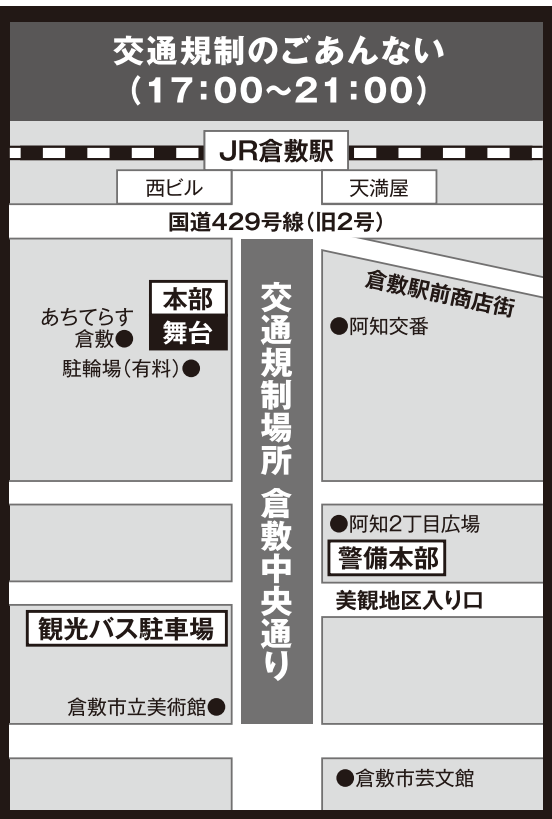 交通規制のごあんない
(17:00〜21:00)
JR倉敷駅
西ビル
天満屋
国道429号線(旧2号)
倉敷駅前商店街
本部
舞台
あちてらす
倉敷●
駐輪場(有料)●
●阿知交番
交通規制場所 倉敷中央通り
●阿知2丁目広場
警備本部
美観地区入り口
観光バス駐車場
倉敷市立美術館●
●倉敷市芸文館